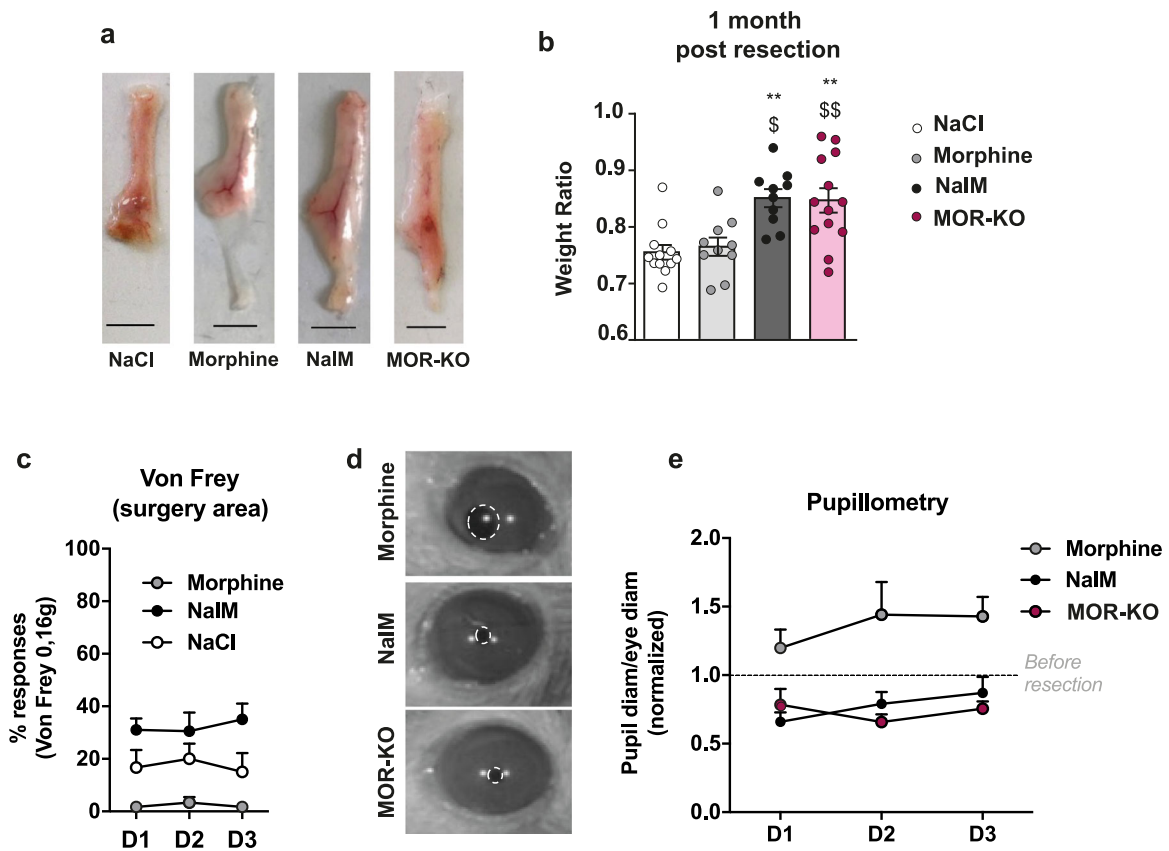 a
NaCl
Morphine
NalM
MOR-KO
b
1 month
post resection
**
**
$
$$
1.0
0.9
0.8
0.7
0.6
Weight Ratio
NaCl
Morphine
NalM
MOR-KO
c
Von Frey
(surgery area)
100
80
60
40
20
0
% responses
(Von Frey 0,16g)
Morphine
NalM
NaCl
D1
D2
D3
d
Morphine
NalM
MOR-KO
e
Pupillometry
2.0
1.5
1.0
0.5
0.0
Pupil diam/eye diam
(normalized)
Morphine
NalM
MOR-KO
Before
resection
D1
D2
D3